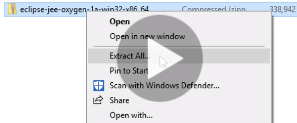 eclipse-jee-oxygen-1a-win32-x86_64 Compressed (zipp... 338,942
Open
Open in new window
Extract All...
Pin to Start
Scan with Windows Defender...
Share
Open with...